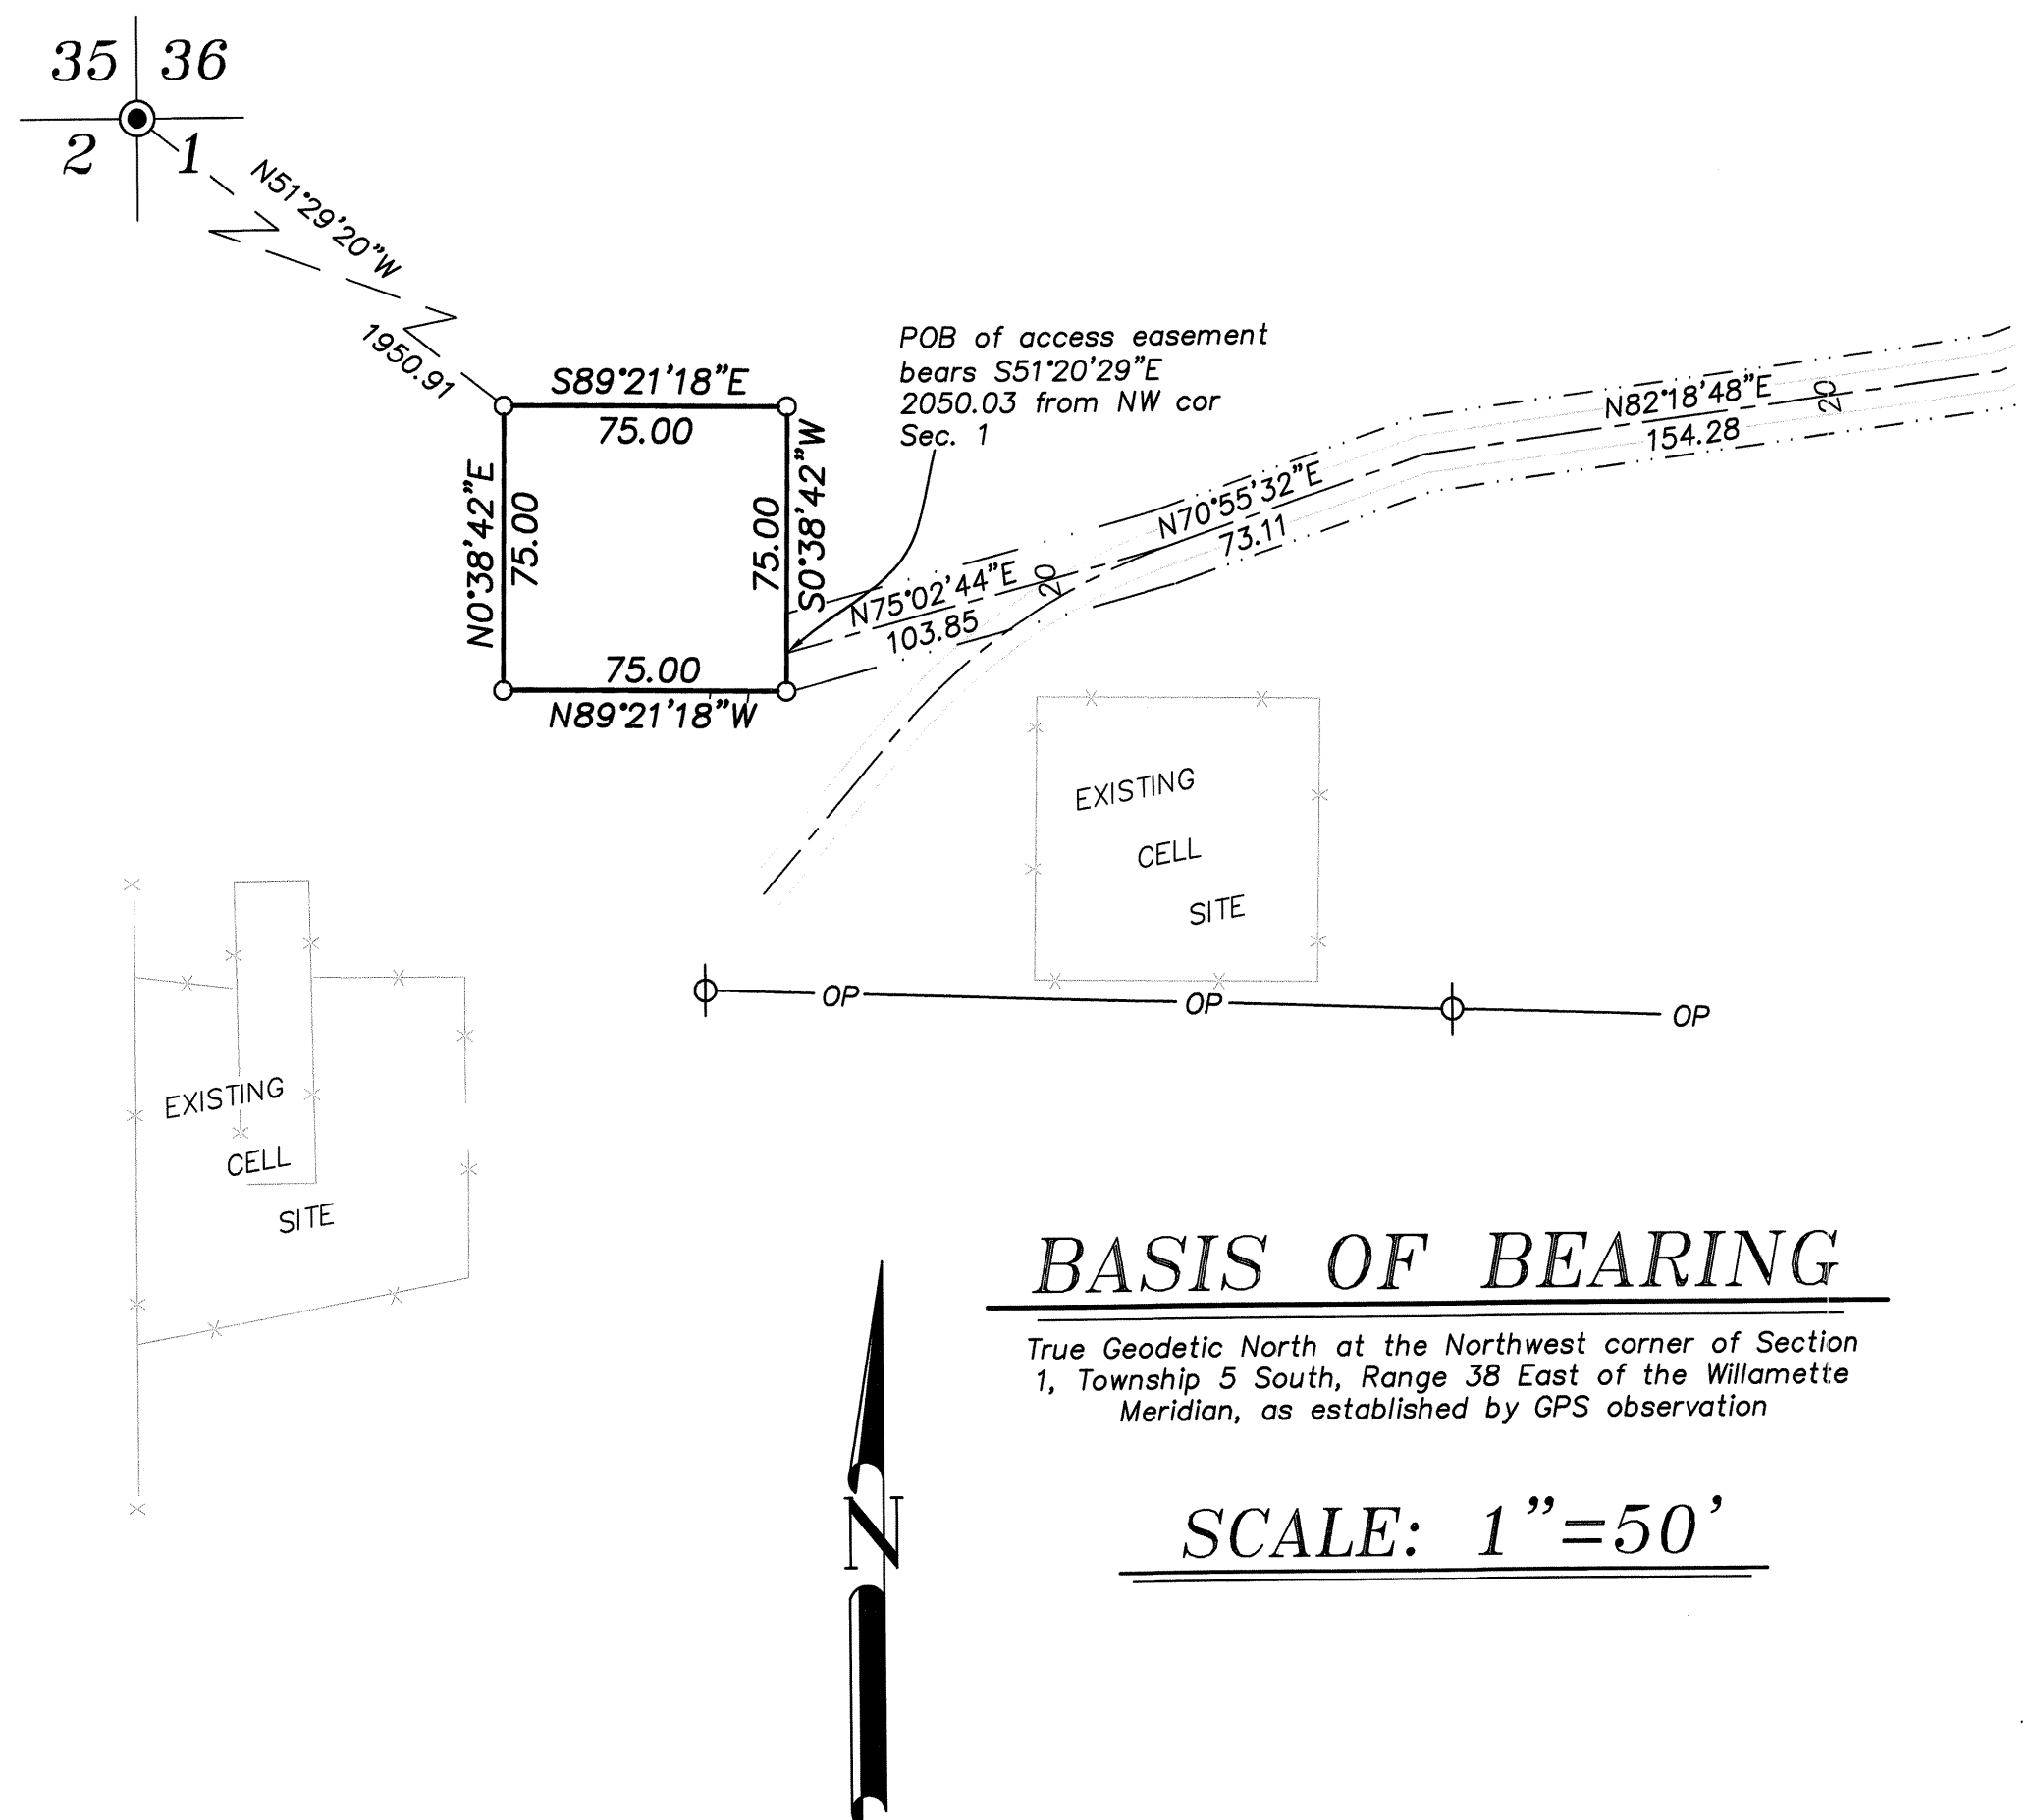 35 36
2 1
N51°29'20"W
1950.91
POB of access easement
bears S51°20'29"E
2050.03 from NW cor
Sec. 1
S89°21'18"E
75.00
N0°38'42"E
75.00
75.00
S0°38'42"W
75.00
N89°21'18"W
N75°02'44"E
103.85
20
N70°55'32"E
73.11
N82°18'48"E
154.28
20
EXISTING
CELL
SITE
OP
OP
OP
EXISTING
CELL
SITE
BASIS OF BEARING
True Geodetic North at the Northwest corner of Section
1, Township 5 South, Range 38 East of the Willamette
Meridian, as established by GPS observation
N
SCALE: 1"=50'